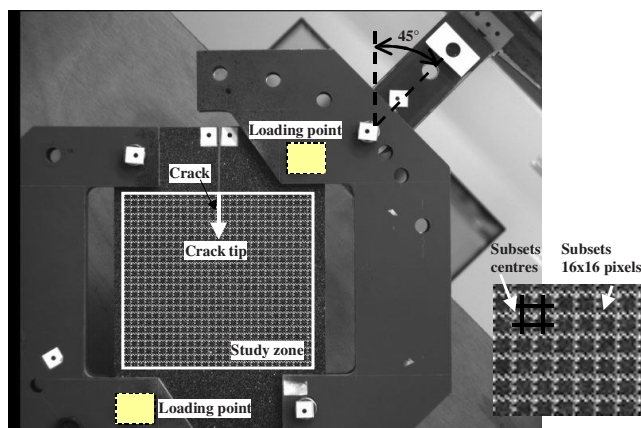 45°
Loading point
Crack
Crack tip
Subsets
centres
Subsets
16x16 pixels
Study zone
Loading point